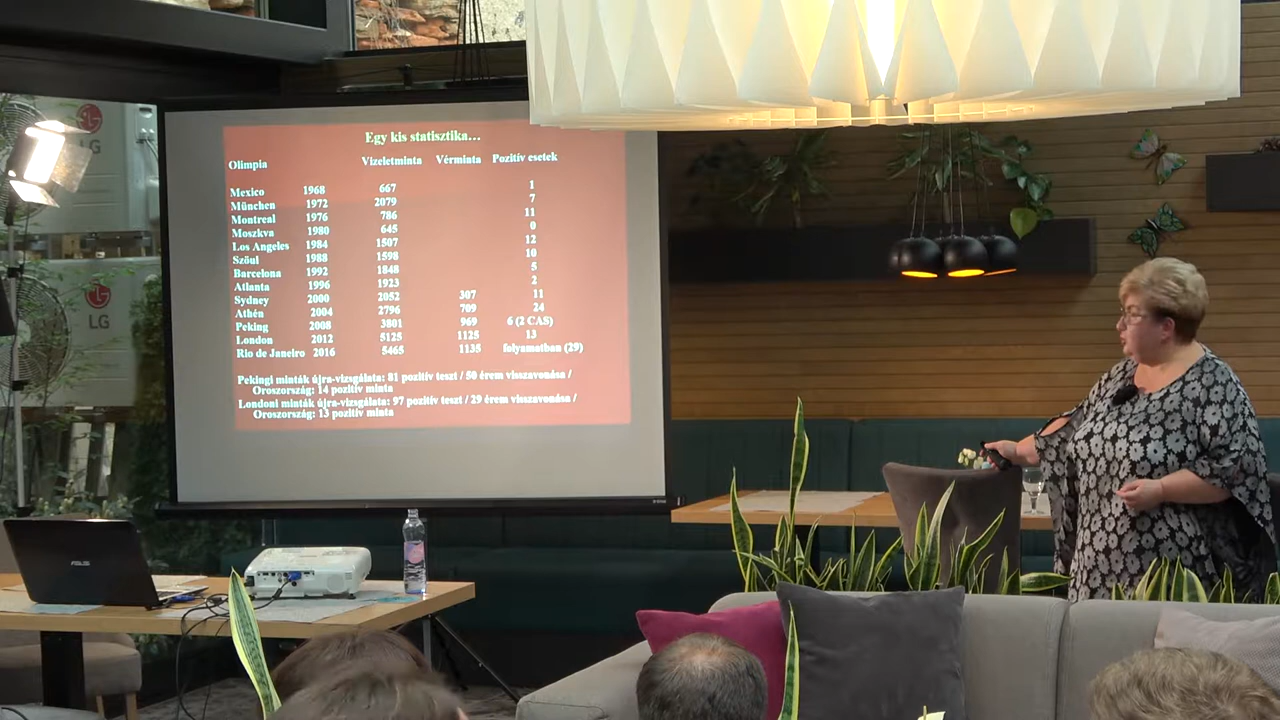 LG
LG
Egy kis statisztika…
Olimpia Vizeletminta Vérminta Pozitív esetek
Mexico 1968 667 1
München 1972 2079 7
Montreal 1976 786 11
Moszkva 1980 645 0
Los Angeles 1984 1507 12
Szöul 1988 1598 10
Barcelona 1992 1848 5
Atlanta 1996 1923 2
Sydney 2000 2052 307 11
Athén 2004 2796 709 24
Peking 2008 3801 969 6 (2 CAS)
London 2012 5125 1125 13
Rio de Janeiro 2016 5465 1135 folyamatban (29)
Pekingi minták újra-vizsgálata: 81 pozitív teszt / 50 érem visszavonása /
Oroszország: 14 pozitív minta
Londoni minták újra-vizsgálata: 97 pozitív teszt / 29 érem visszavonása /
Oroszország: 13 pozitív minta
ASUS